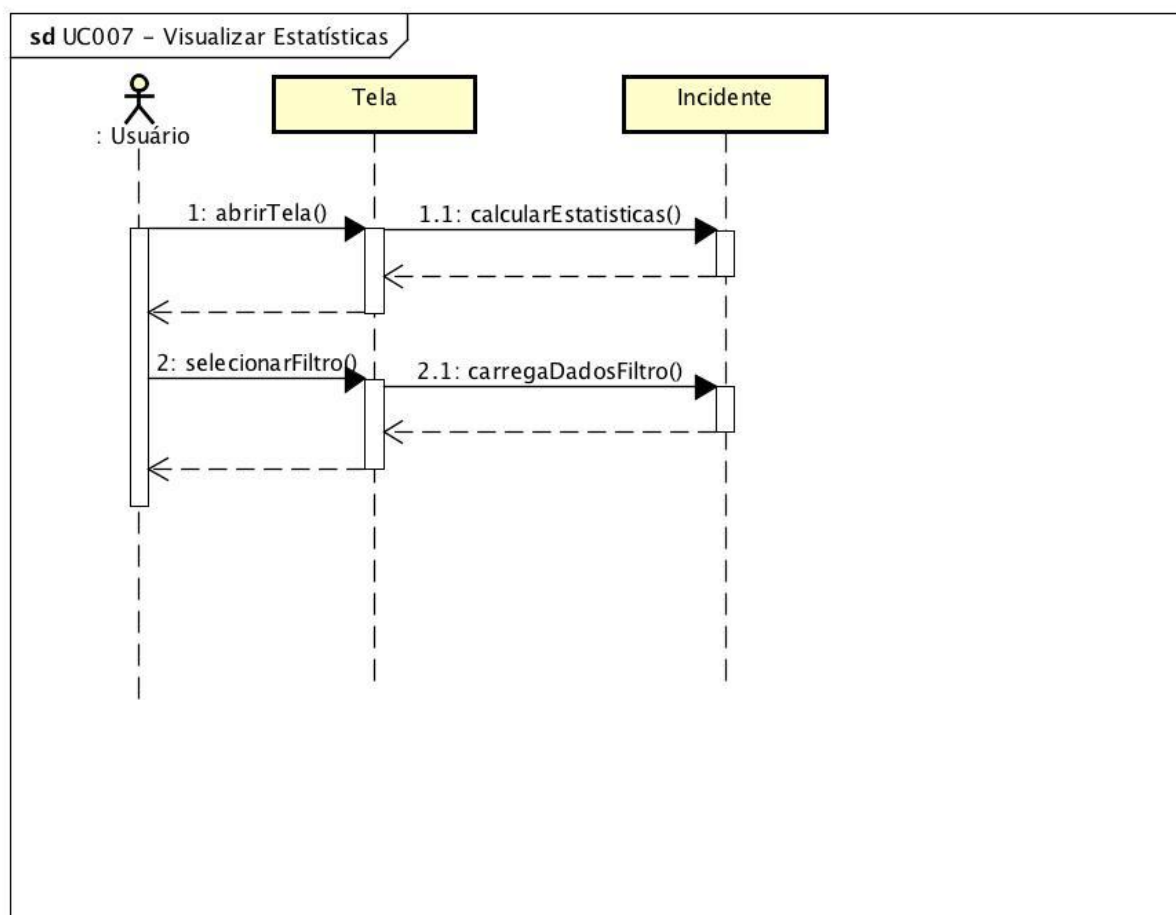 sd UC007 – Visualizar Estatísticas
: Usuário
Tela
Incidente
1: abrirTela()
1.1: calcularEstatisticas()
2: selecionarFiltro()
2.1: carregaDadosFiltro()